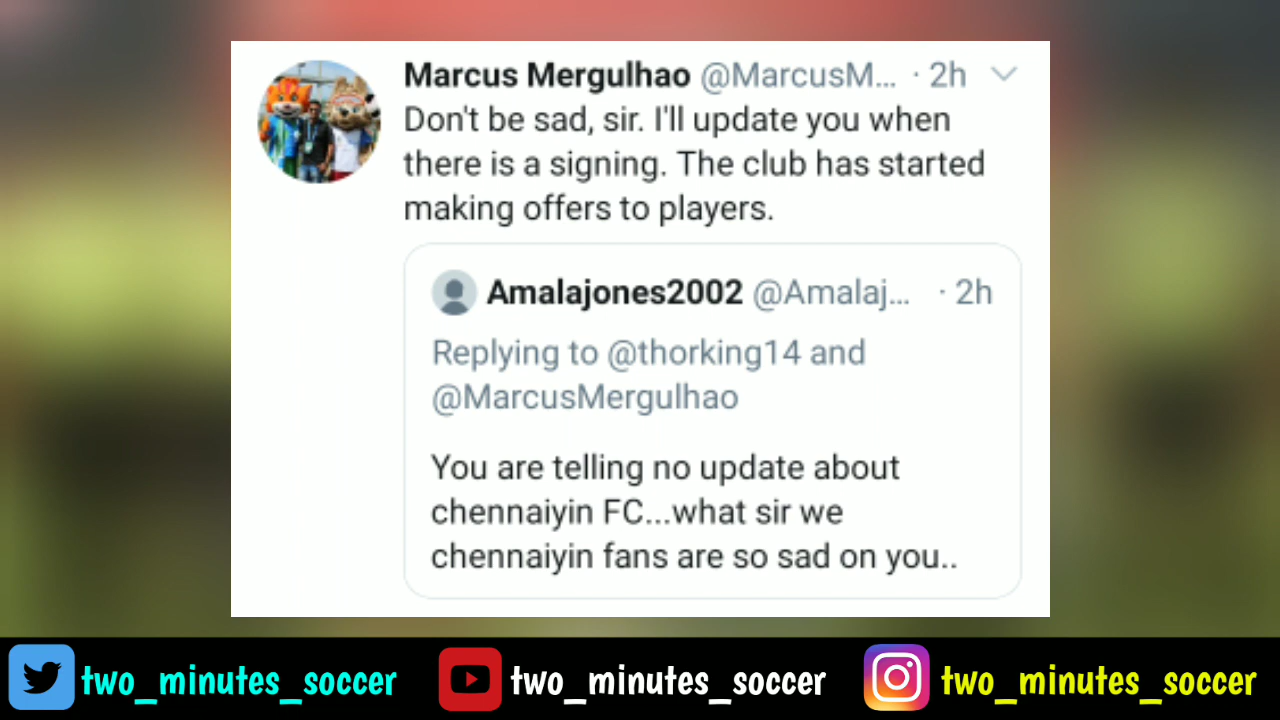 Marcus Mergulhao @MarcusM... · 2h
Don't be sad, sir. I'll update you when
there is a signing. The club has started
making offers to players.
Amalajones2002 @Amalaj... · 2h
Replying to @thorking14 and
@MarcusMergulhao
You are telling no update about
chennaiyin FC...what sir we
chennaiyin fans are so sad on you..
two_minutes_soccer two_minutes_soccer two_minutes_soccer